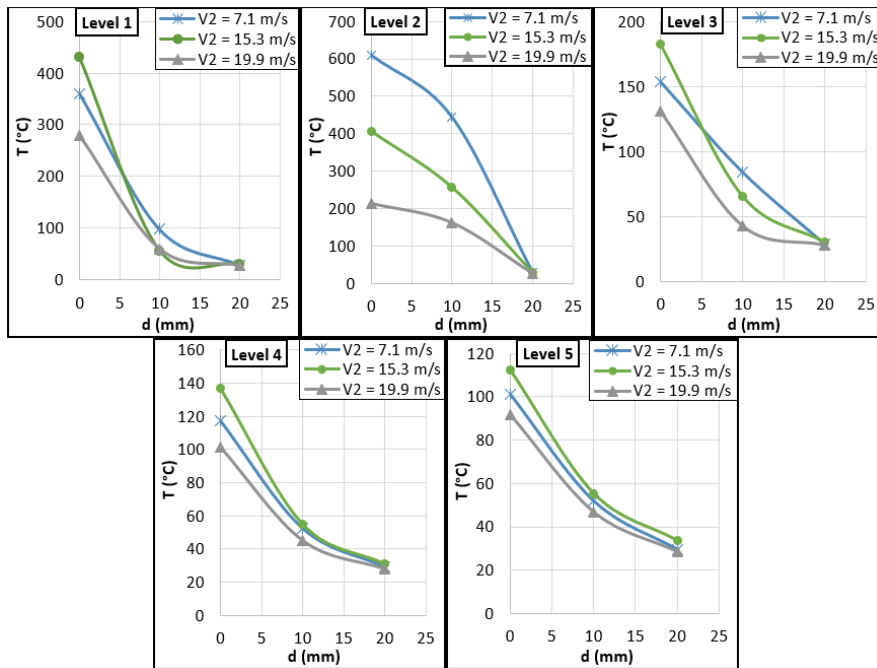 Level 1
V2 = 7.1 m/s
V2 = 15.3 m/s
V2 = 19.9 m/s
500
400
300
200
100
0
T (°C)
0 5 10 15 20 25
d (mm)
Level 2
V2 = 7.1 m/s
V2 = 15.3 m/s
V2 = 19.9 m/s
700
600
500
400
300
200
100
0
T (°C)
0 5 10 15 20 25
d (mm)
Level 3
V2 = 7.1 m/s
V2 = 15.3 m/s
V2 = 19.9 m/s
200
150
100
50
0
T (°C)
0 5 10 15 20 25
d (mm)
Level 4
V2 = 7.1 m/s
V2 = 15.3 m/s
V2 = 19.9 m/s
160
140
120
100
80
60
40
20
0
T (°C)
0 10 20 30
d (mm)
Level 5
V2 = 7.1 m/s
V2 = 15.3 m/s
V2 = 19.9 m/s
120
100
80
60
40
20
0
T (°C)
0 5 10 15 20 25
d (mm)